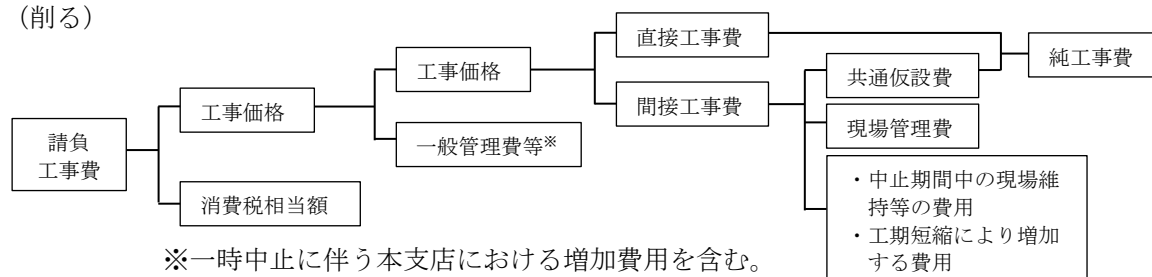 （削る）
請負
工事費
工事価格
消費税相当額
工事価格
一般管理費等※
直接工事費
間接工事費
共通仮設費
現場管理費
・中止期間中の現場維
持等の費用
・工期短縮により増加
する費用
純工事費
※一時中止に伴う本支店における増加費用を含む。